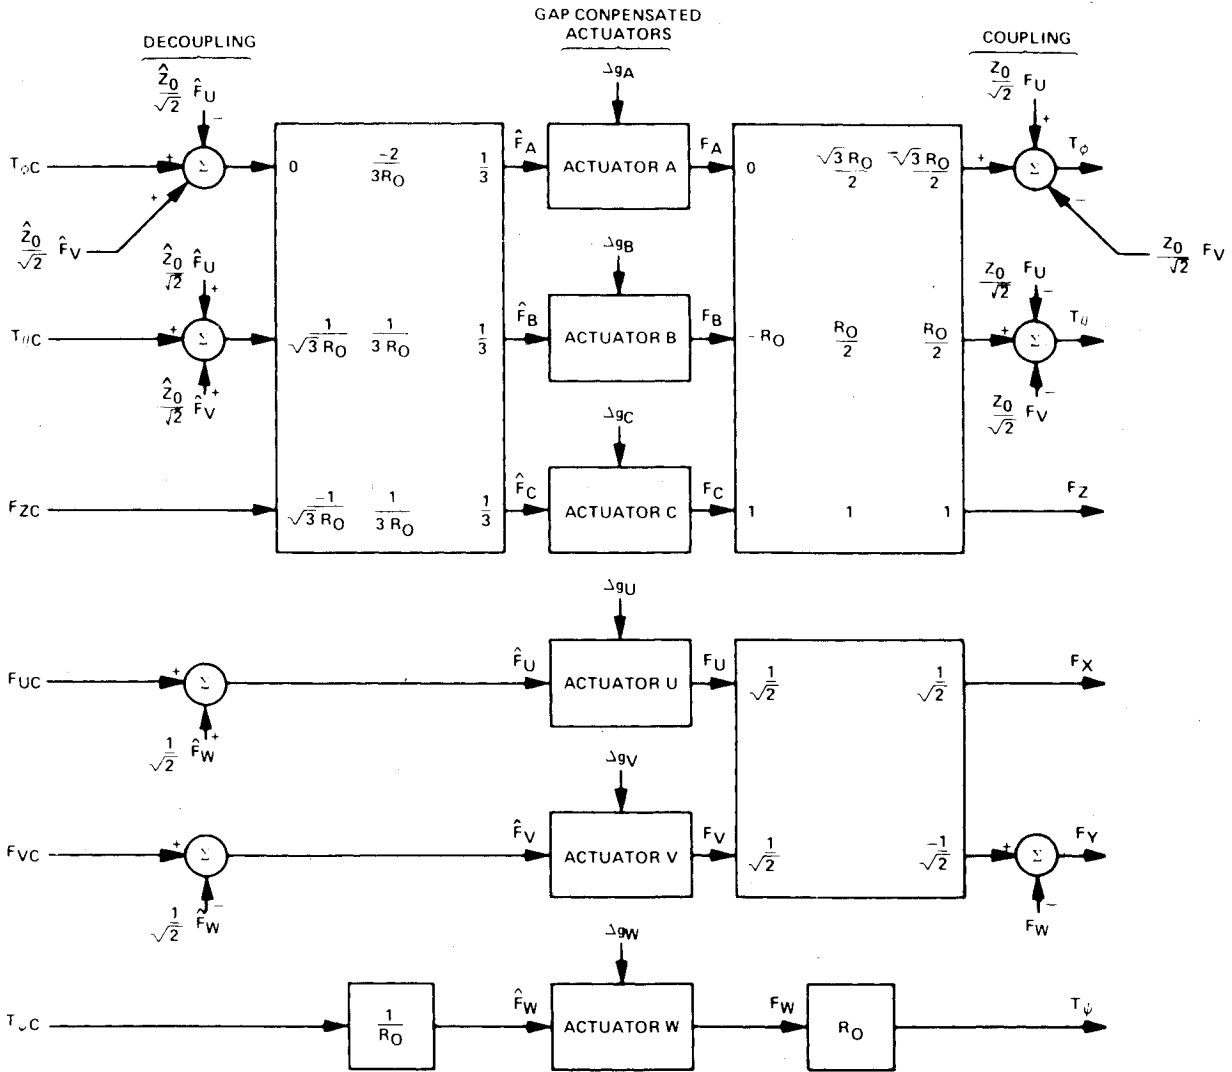 GAP CONPENSATED
ACTUATORS
DECOUPLING
COUPLING
Ẑ0/√2 F̂U
−
ΔgA
Z0/√2 FU
+
TφC
+
Σ
+
Ẑ0/√2 F̂V
0 −2/3RO 1/3
F̂A
ACTUATOR A
FA
0 √3 RO/2 −√3 RO/2
+
Σ
Tφ
−
Z0/√2 FV
Ẑ0/√2 F̂U
+
ΔgB
Z0/√2 FU
−
TθC
+
Σ
1/√3 RO 1/3 RO 1/3
F̂B
ACTUATOR B
FB
-RO RO/2 RO/2
+
Σ
Tθ
Ẑ0/√2 F̂V
+
Z0/√2 FV
−
ΔgC
FZC
−1/√3 RO 1/3 RO 1/3
F̂C
ACTUATOR C
FC
1 1 1
FZ
ΔgU
FUC
+
Σ
F̂U
ACTUATOR U
FU
1/√2 1/√2
FX
1/√2 F̂W
+
ΔgV
FVC
+
Σ
F̂V
ACTUATOR V
FV
1/√2 −1/√2
+
Σ
FY
1/√2 F̂W
−
FW
−
ΔgW
TψC
1/RO
F̂W
ACTUATOR W
FW
RO
Tψ